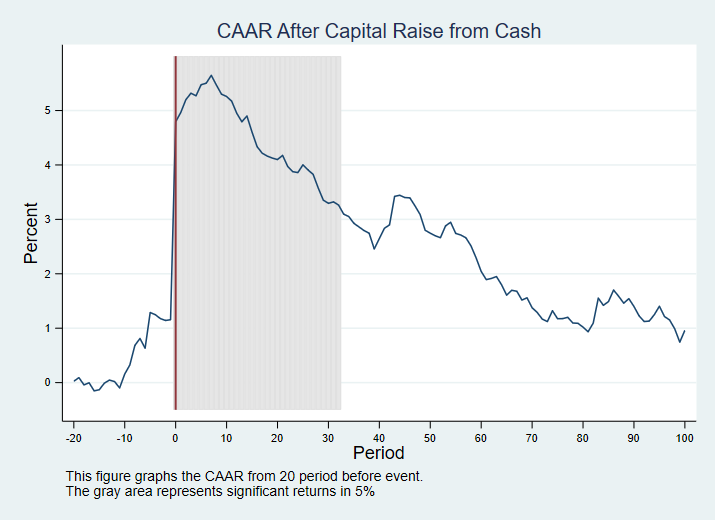 CAAR After Capital Raise from Cash
Percent
5
4
3
2
1
0
-20 -10 0 10 20 30 40 50 60 70 80 90 100
Period
This figure graphs the CAAR from 20 period before event.
The gray area represents significant returns in 5%